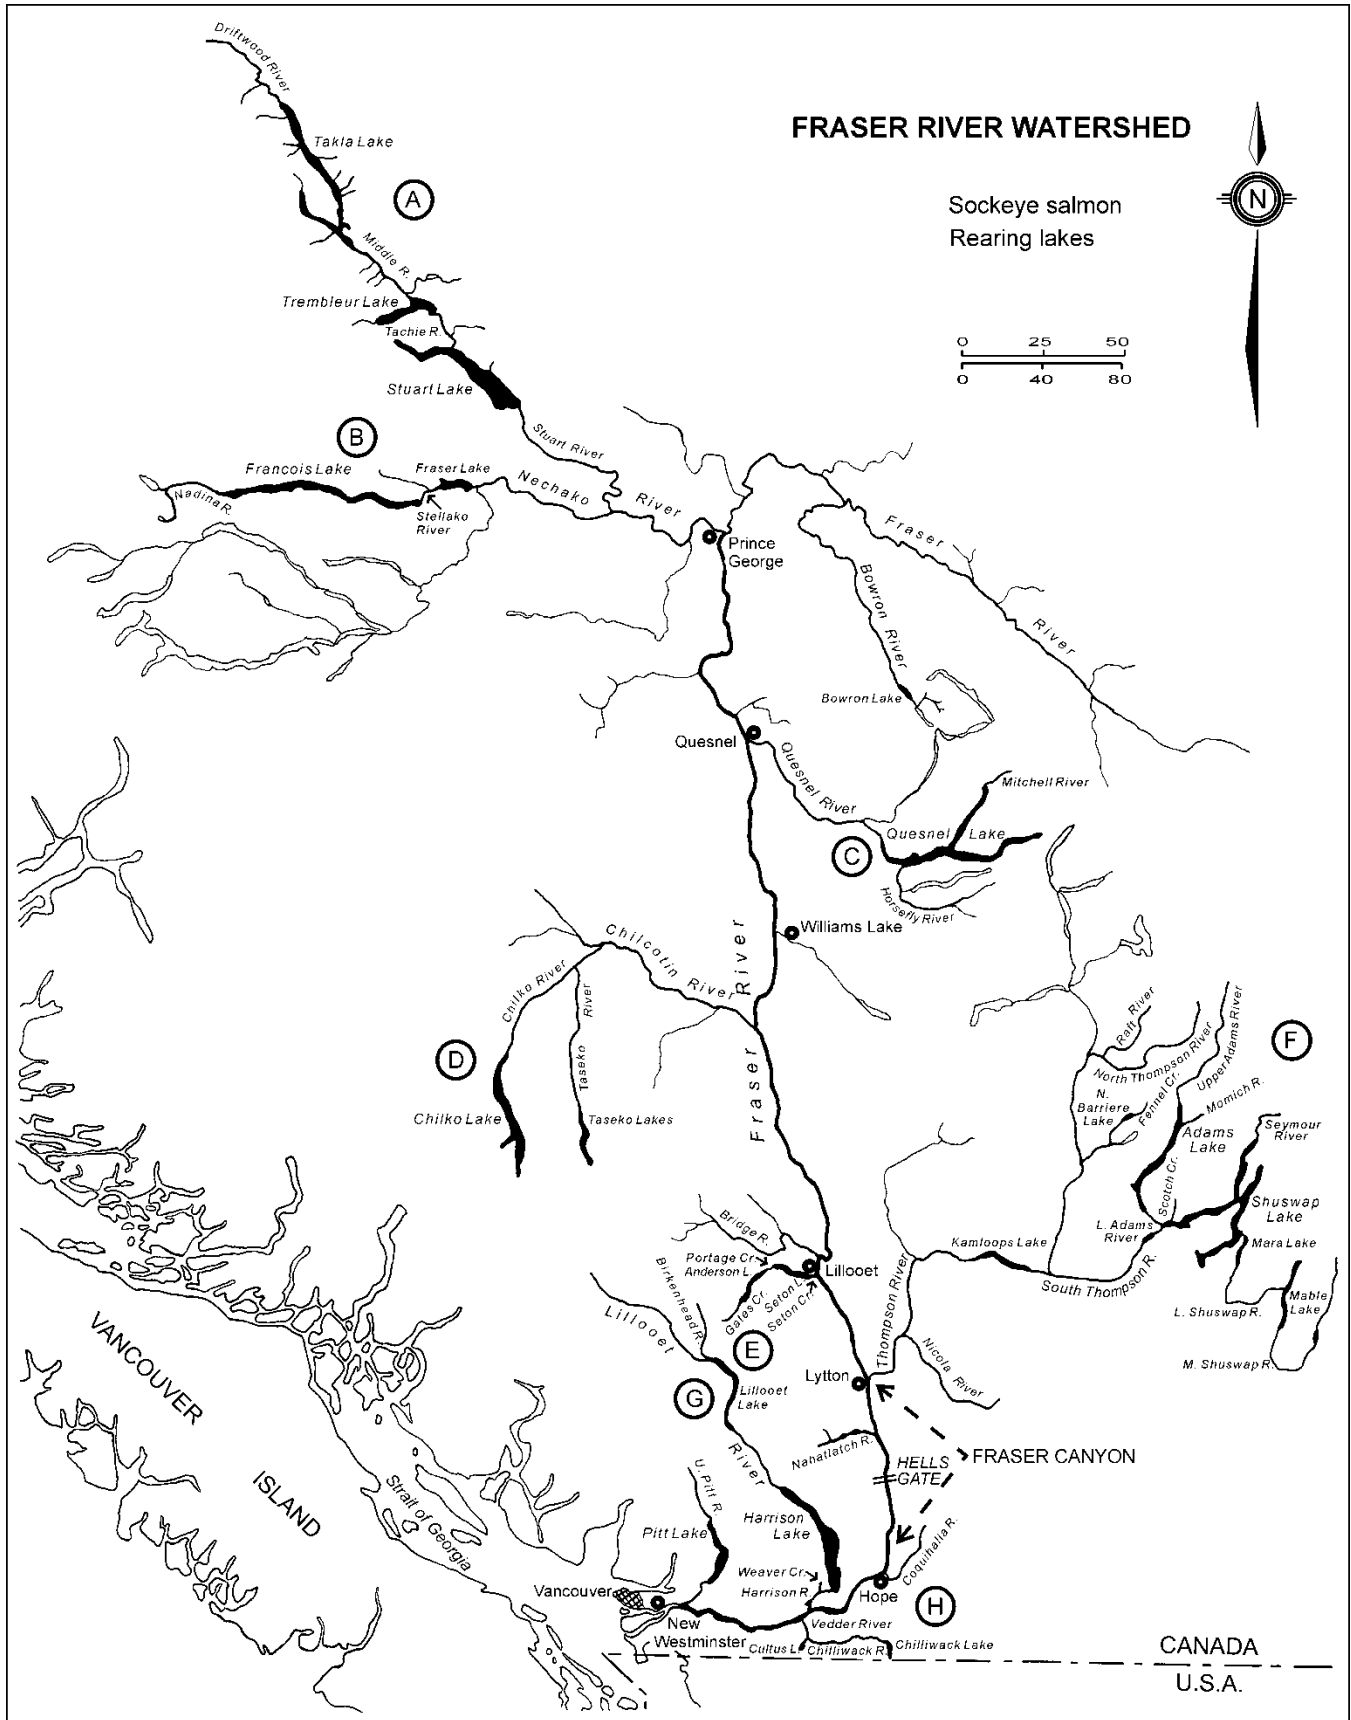 Driftwood River
FRASER RIVER WATERSHED
Takla Lake
A
Sockeye salmon
Rearing lakes
N
Middle R.
Trembleur Lake
Tachie R.
0 25 50
0 40 80
Stuart Lake
B
Stuart River
Francois Lake
Fraser Lake
Nechako
River
Nadina R.
Stellako
River
Fraser
River
Prince
George
Bowron River
Bowron Lake
Quesnel
Quesnel River
Mitchell River
Quesnel Lake
C
Horsefly River
Williams Lake
Chilcotin River
River
Chilko River
River
Taseko
D
Fraser
Raft River
Upper Adams River
F
North Thompson River
Fennel Cr.
Momich R.
N.
Barriere
Lake
Chilko Lake
Taseko Lakes
Adams
Lake
Seymour
River
Scotch Cr.
Shuswap
Lake
L. Adams
River
Bridge R.
Kamloops Lake
Mara Lake
Portage Cr.
Anderson L.
Lillooet
South Thompson R.
Birkenhead R.
Gates Cr.
Seton L.
Seton Cr.
Thompson River
L. Shuswap R.
Mable
Lake
Lillooet
E
Nicola River
M. Shuswap R.
VANCOUVER
ISLAND
G
Lillooet
Lake
Lytton
River
Nahatlatch R.
HELLS
GATE
FRASER CANYON
U. Pitt R.
Strait of Georgia
Pitt Lake
Harrison
Lake
Coquihalla R.
Weaver Cr.
Harrison R.
Vancouver
Hope
H
New
Westminster
Vedder River
Cultus L.
Chilliwack R.
Chilliwack Lake
CANADA
U.S.A.